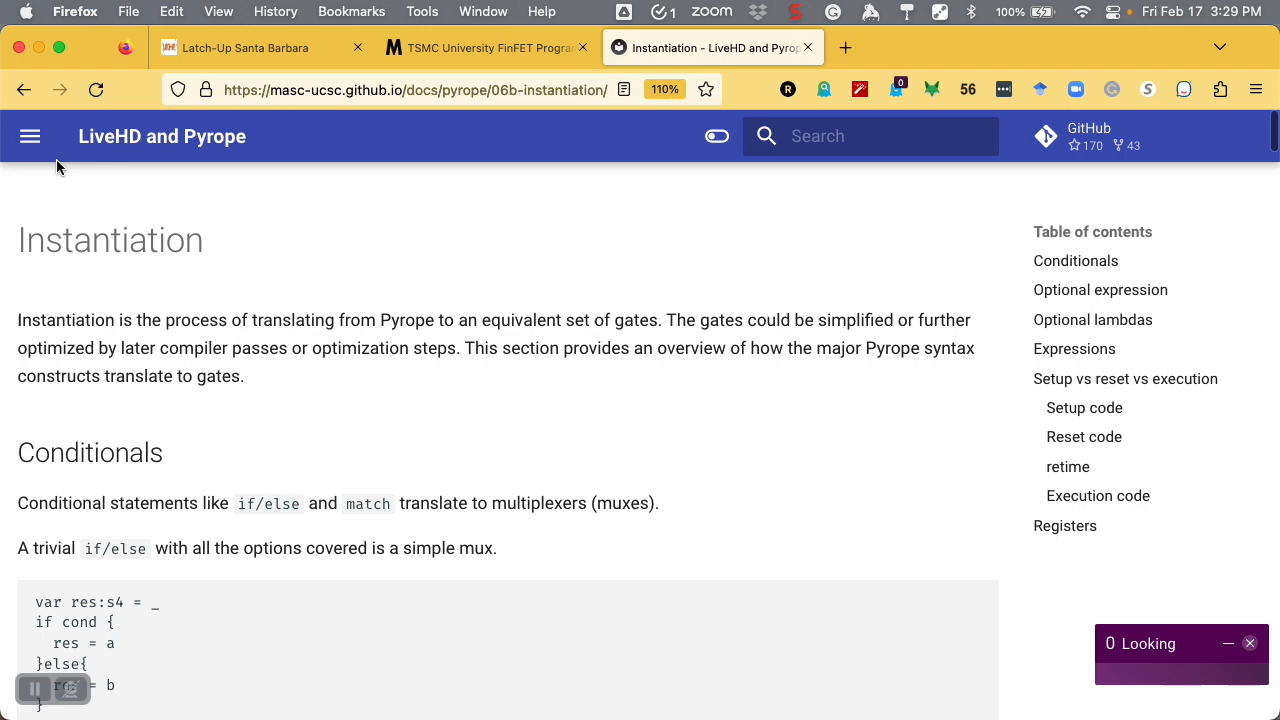 Firefox File Edit View History Bookmarks Tools Window Help 1 zoom 100% Fri Feb 17 3:29 PM
Latch-Up Santa Barbara TSMC University FinFET Progra Instantiation - LiveHD and Pyrop
https://masc-ucsc.github.io/docs/pyrope/06b-instantiation/ 110% R 0 56 S
LiveHD and Pyrope Search GitHub
170 43
Instantiation
Instantiation is the process of translating from Pyrope to an equivalent set of gates. The gates could be simplified or further
optimized by later compiler passes or optimization steps. This section provides an overview of how the major Pyrope syntax
constructs translate to gates.
Conditionals
Conditional statements like if/else and match translate to multiplexers (muxes).
A trivial if/else with all the options covered is a simple mux.
var res:s4 = _
if cond {
res = a
}else{
= b
}
Table of contents
Conditionals
Optional expression
Optional lambdas
Expressions
Setup vs reset vs execution
Setup code
Reset code
retime
Execution code
Registers
0 Looking